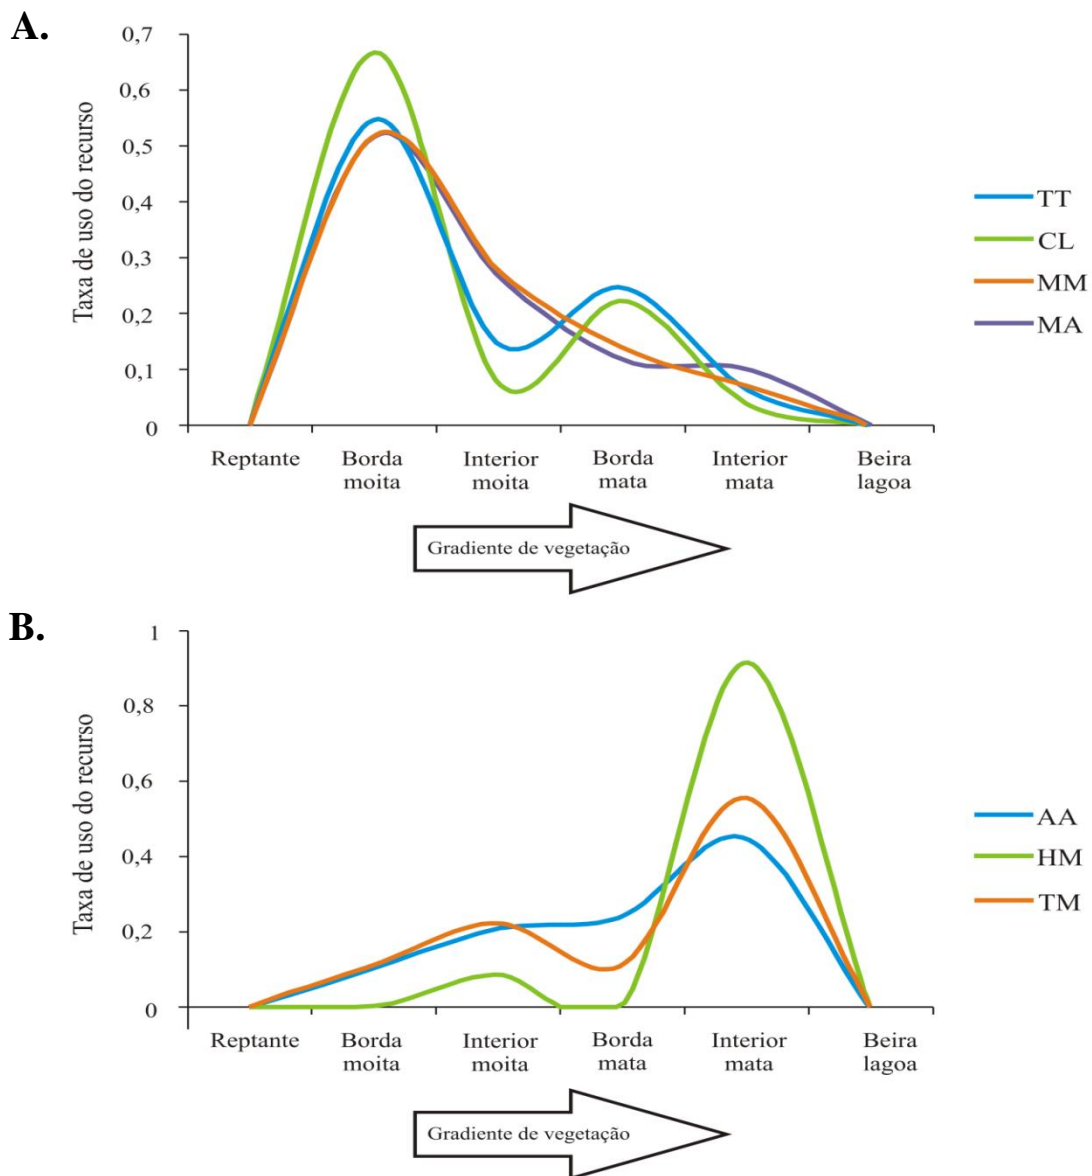 A.
Taxa de uso do recurso
0,7
0,6
0,5
0,4
0,3
0,2
0,1
0
Reptante
Borda
moita
Interior
moita
Borda
mata
Interior
mata
Beira
lagoa
TT
CL
MM
MA
Gradiente de vegetação
B.
Taxa de uso do recurso
1
0,8
0,6
0,4
0,2
0
Reptante
Borda
moita
Interior
moita
Borda
mata
Interior
mata
Beira
lagoa
AA
HM
TM
Gradiente de vegetação